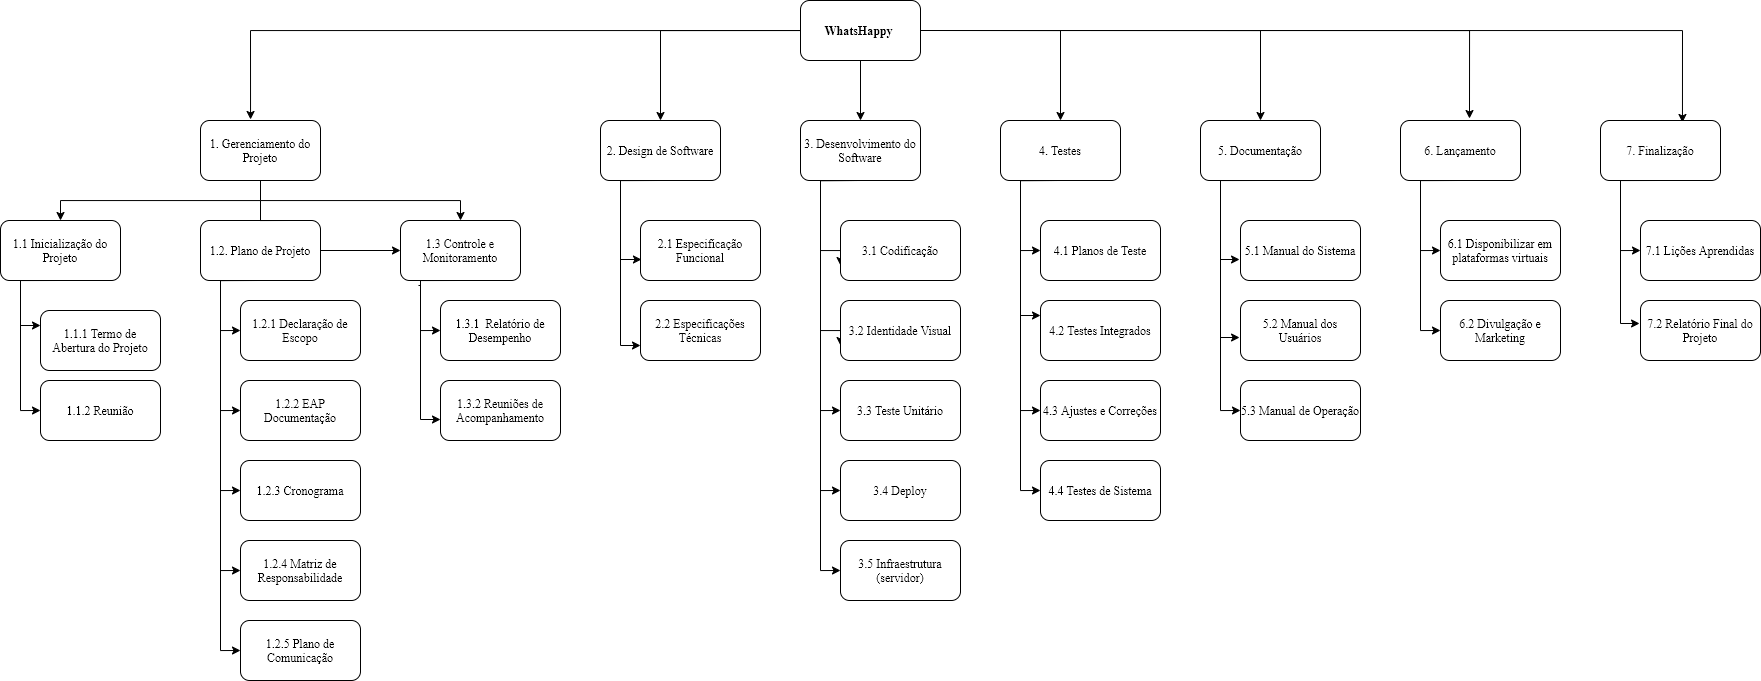 WhatsHappy
1. Gerenciamento do
Projeto
2. Design de Software
3. Desenvolvimento do
Software
4. Testes
5. Documentação
6. Lançamento
7. Finalização
1.1 Inicialização do
Projeto
1.2. Plano de Projeto
1.3 Controle e
Monitoramento
1.1.1 Termo de
Abertura do Projeto
1.1.2 Reunião
1.2.1 Declaração de
Escopo
1.2.2 EAP
Documentação
1.2.3 Cronograma
1.2.4 Matriz de
Responsabilidade
1.2.5 Plano de
Comunicação
1.3.1 Relatório de
Desempenho
1.3.2 Reuniões de
Acompanhamento
2.1 Especificação
Funcional
2.2 Especificações
Técnicas
3.1 Codificação
3.2 Identidade Visual
3.3 Teste Unitário
3.4 Deploy
3.5 Infraestrutura
(servidor)
4.1 Planos de Teste
4.2 Testes Integrados
4.3 Ajustes e Correções
4.4 Testes de Sistema
5.1 Manual do Sistema
5.2 Manual dos
Usuários
5.3 Manual de Operação
6.1 Disponibilizar em
plataformas virtuais
6.2 Divulgação e
Marketing
7.1 Lições Aprendidas
7.2 Relatório Final do
Projeto